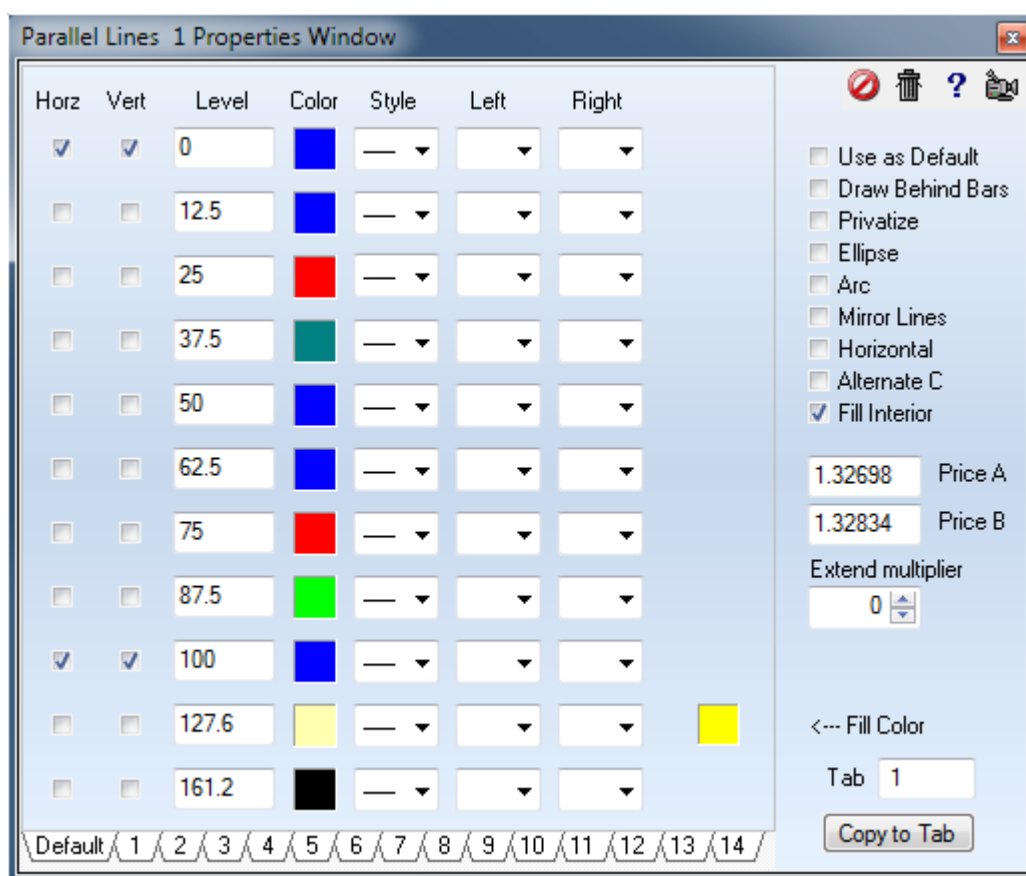 Parallel Lines 1 Properties Window
Horz Vert Level Color Style Left Right
0
12.5
25
37.5
50
62.5
75
87.5
100
127.6
161.2
Default 1 2 3 4 5 6 7 8 9 10 11 12 13 14
?
Use as Default
Draw Behind Bars
Privatize
Ellipse
Arc
Mirror Lines
Horizontal
Alternate C
Fill Interior
1.32698 Price A
1.32834 Price B
Extend multiplier
0
<--- Fill Color
Tab 1
Copy to Tab